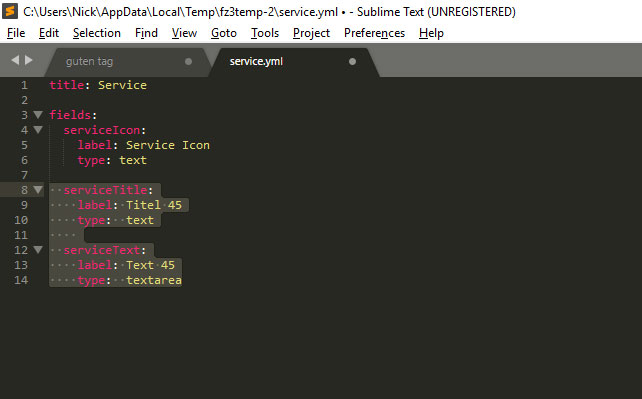 C:\Users\Nick\AppData\Local\Temp\fz3temp-2\service.yml • - Sublime Text (UNREGISTERED)
File Edit Selection Find View Goto Tools Project Preferences Help
guten tag service.yml
1 title: Service
2
3 fields:
4 serviceIcon:
5 label: Service Icon
6 type: text
7
8 serviceTitle:
9 label: Titel 45
10 type: text
11
12 serviceText:
13 label: Text 45
14 type: textarea